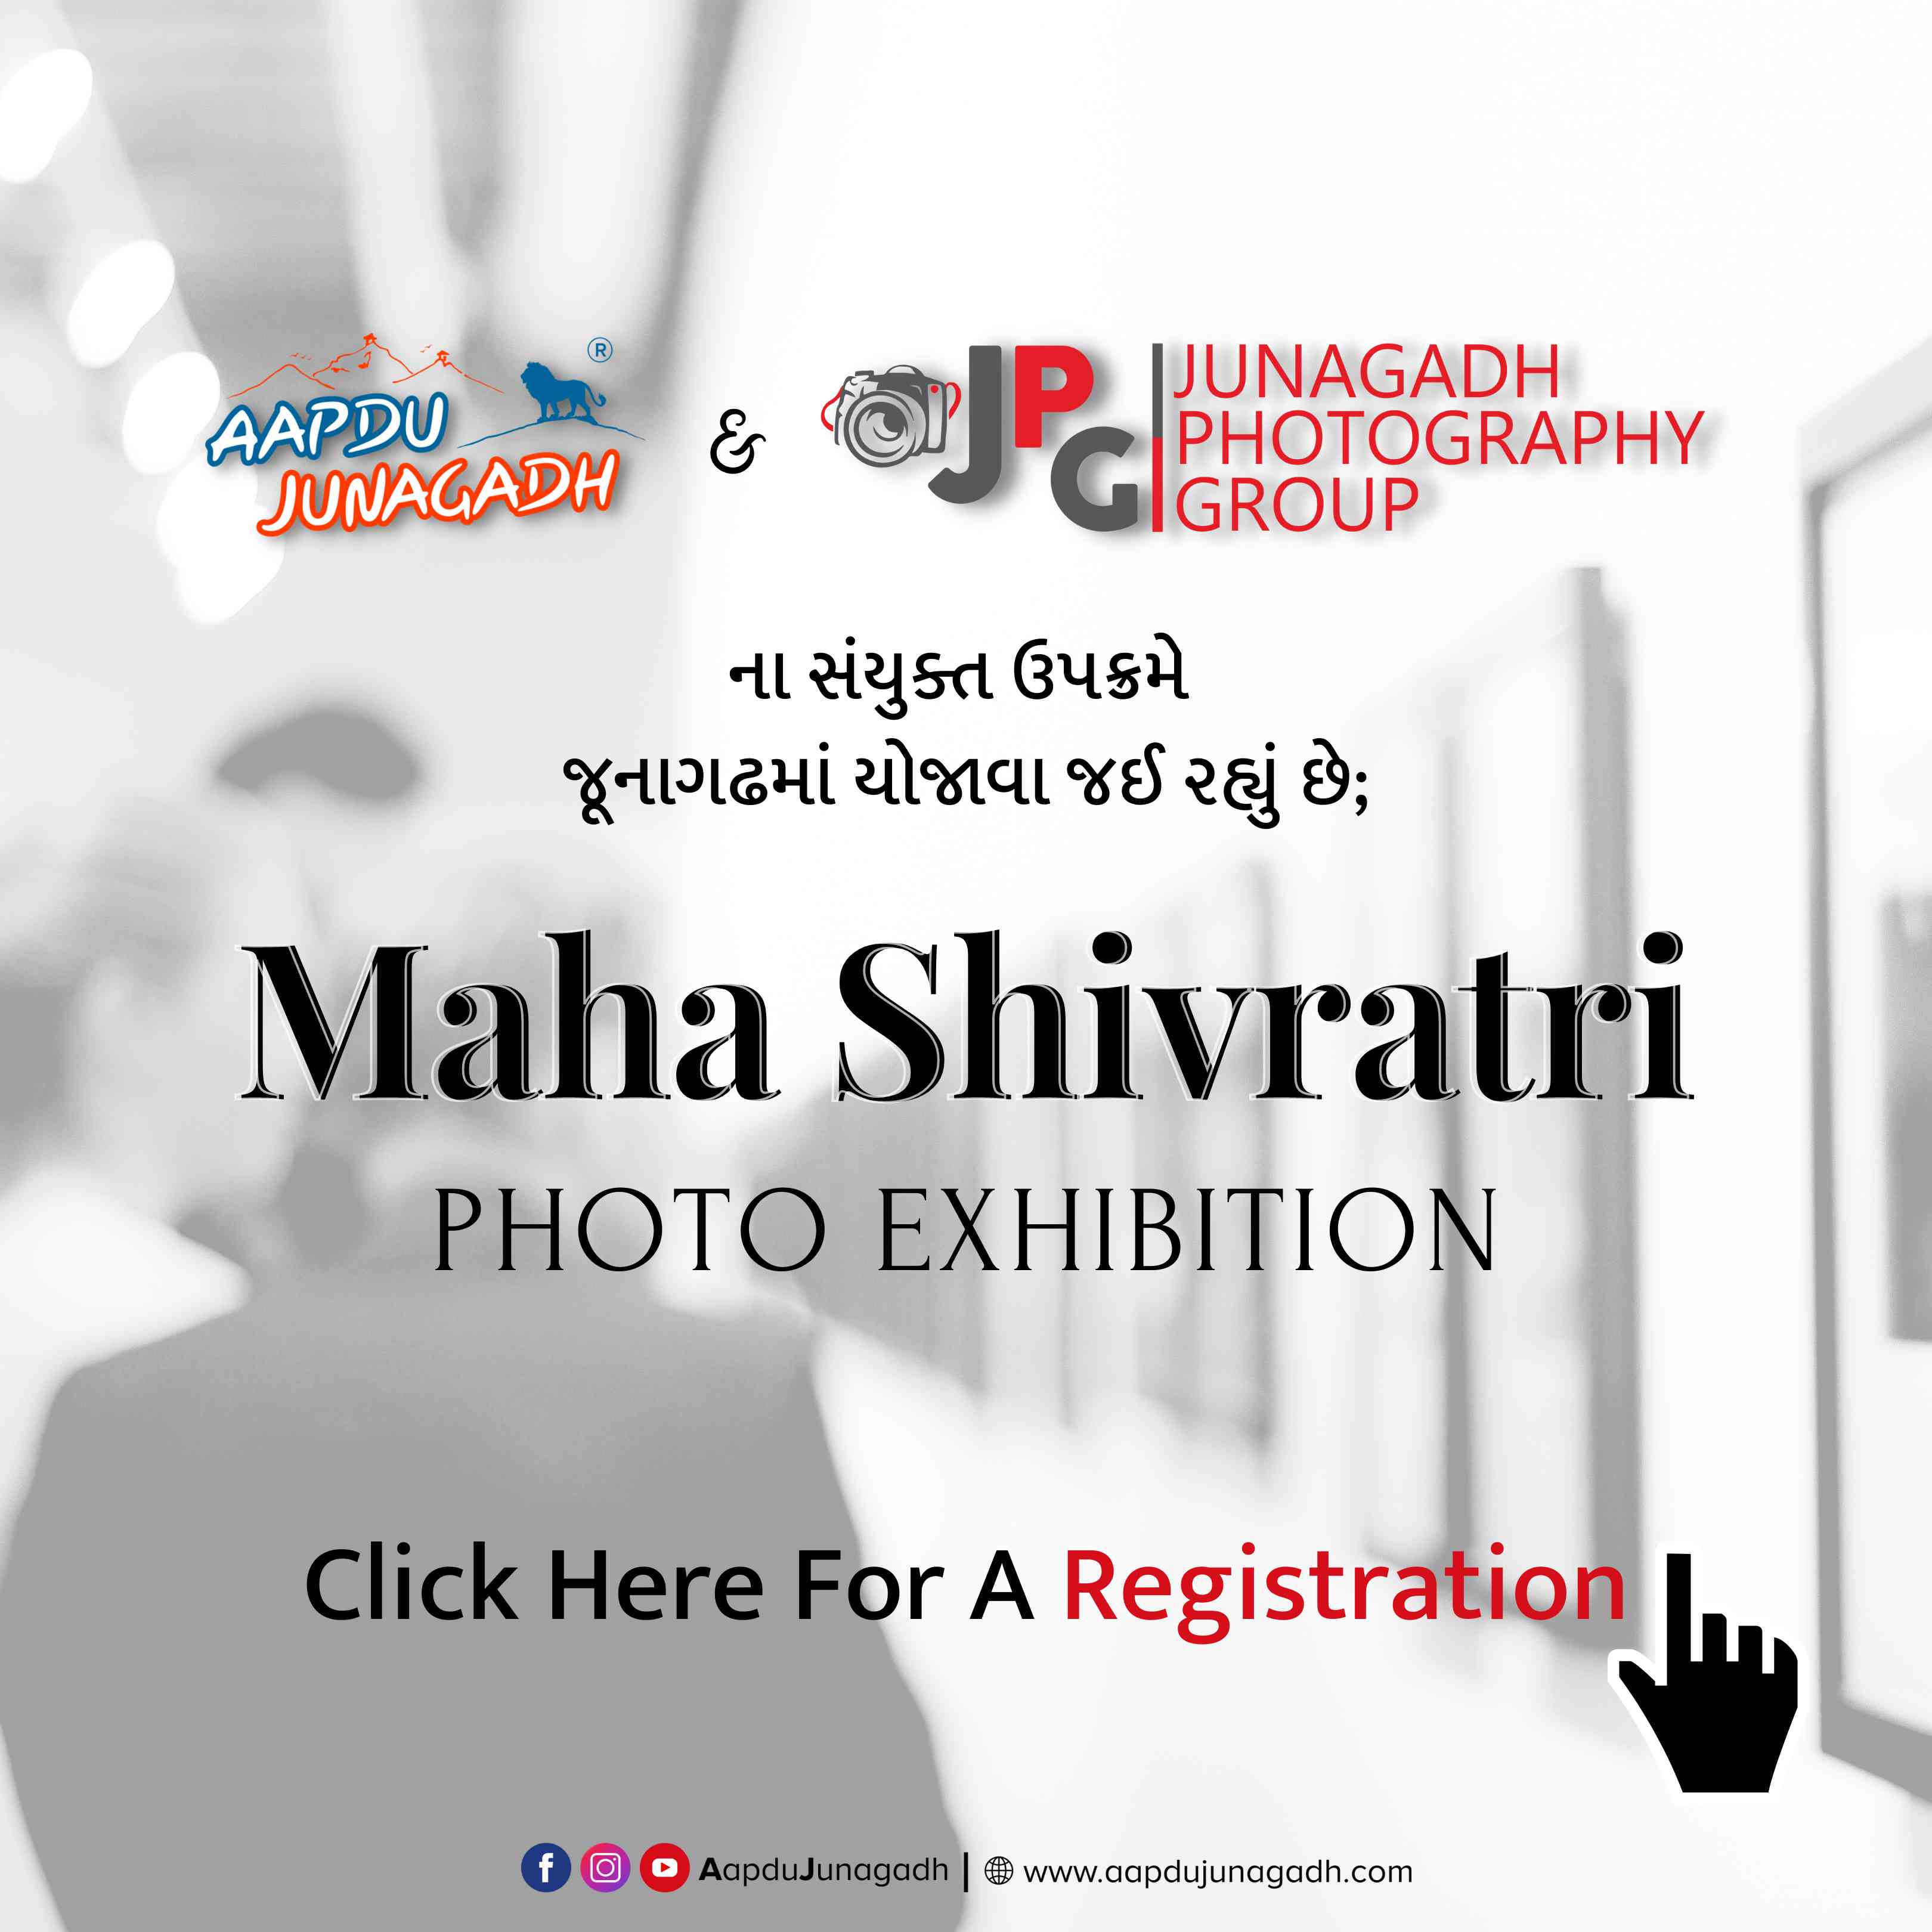 AAPDU
JUNAGADH
®
&
JPG
JUNAGADH
PHOTOGRAPHY
GROUP
ના સંયુક્ત ઉપક્રમે
જૂનાગઢમાં યોજાવા જઈ રહ્યું છે;
Maha Shivratri
PHOTO EXHIBITION
Click Here For A Registration
AapduJunagadh | www.aapdujunagadh.com